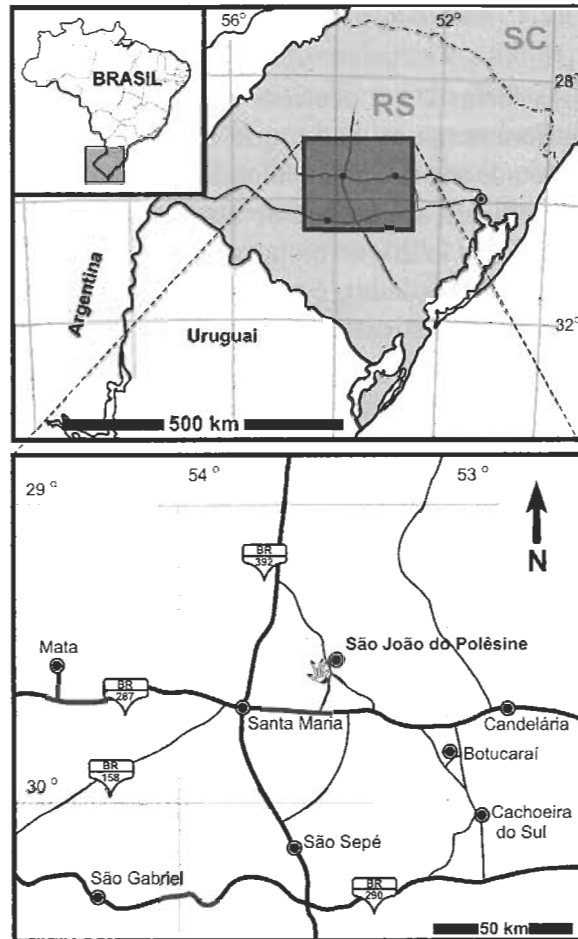 56 o
52 o
SC
BRASIL
28°
RS
Argentina
32°
Uruguai
500 km
29 o
54 o
53 o
BR
392
N
São João do Polêsine
Mata
BR
287
Santa Maria
Candelária
Botucaraí
BR
158
30 o
Cachoeira
do Sul
São Sepé
São Gabriel
BR
290
50 km